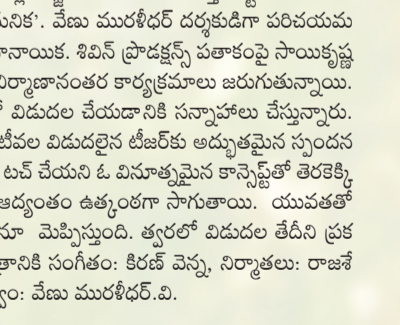 ునిక'. వేణు మురళీధర్ దర్శకుడిగా పరిచయమ
ానాయిక. శివిన్ ప్రొడక్షన్స్ పతాకంపై సాయికృష్ణ
నిర్మాణానంతర కార్యక్రమాలు జరుగుతున్నాయి.
ో విడుదల చేయడానికి సన్నాహాలు చేస్తున్నారు.
టీవల విడుదలైన టీజర్‌కు అద్భుతమైన స్పందన
టచ్ చేయని ఓ వినూత్నమైన కాన్సెప్ట్‌తో తెరకెక్కి
ఆద్యంతం ఉత్కంఠగా సాగుతాయి. యువతతో
నూ మెప్పిస్తుంది. త్వరలో విడుదల తేదీని ప్రక
త్రానికి సంగీతం: కిరణ్ వెన్న, నిర్మాతలు: రాజశే
్వం: వేణు మురళీధర్.వి.